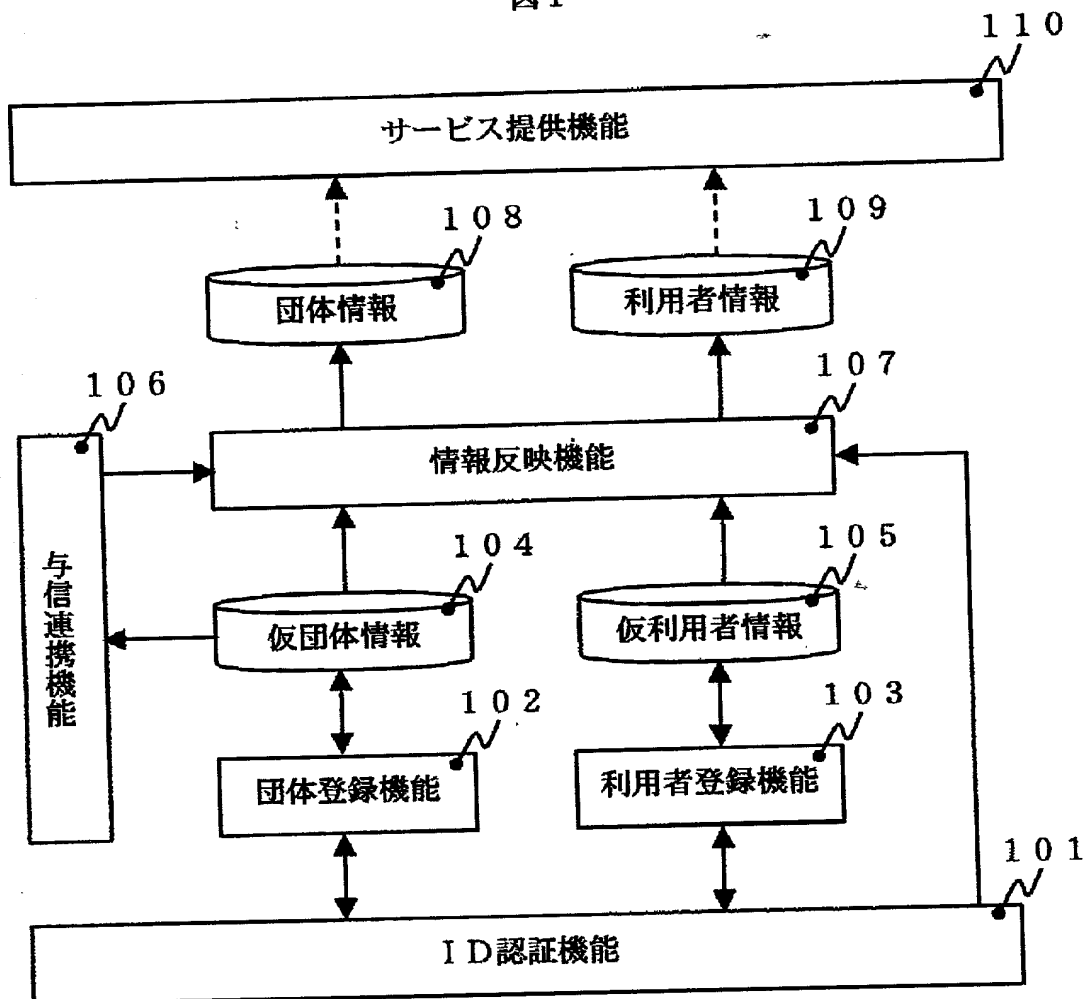 図1
１１０
サービス提供機能
１０８
１０９
団体情報
利用者情報
１０６
１０７
情報反映機能
与信連携機能
１０４
１０５
仮団体情報
仮利用者情報
１０２
１０３
団体登録機能
利用者登録機能
１０１
ＩＤ認証機能